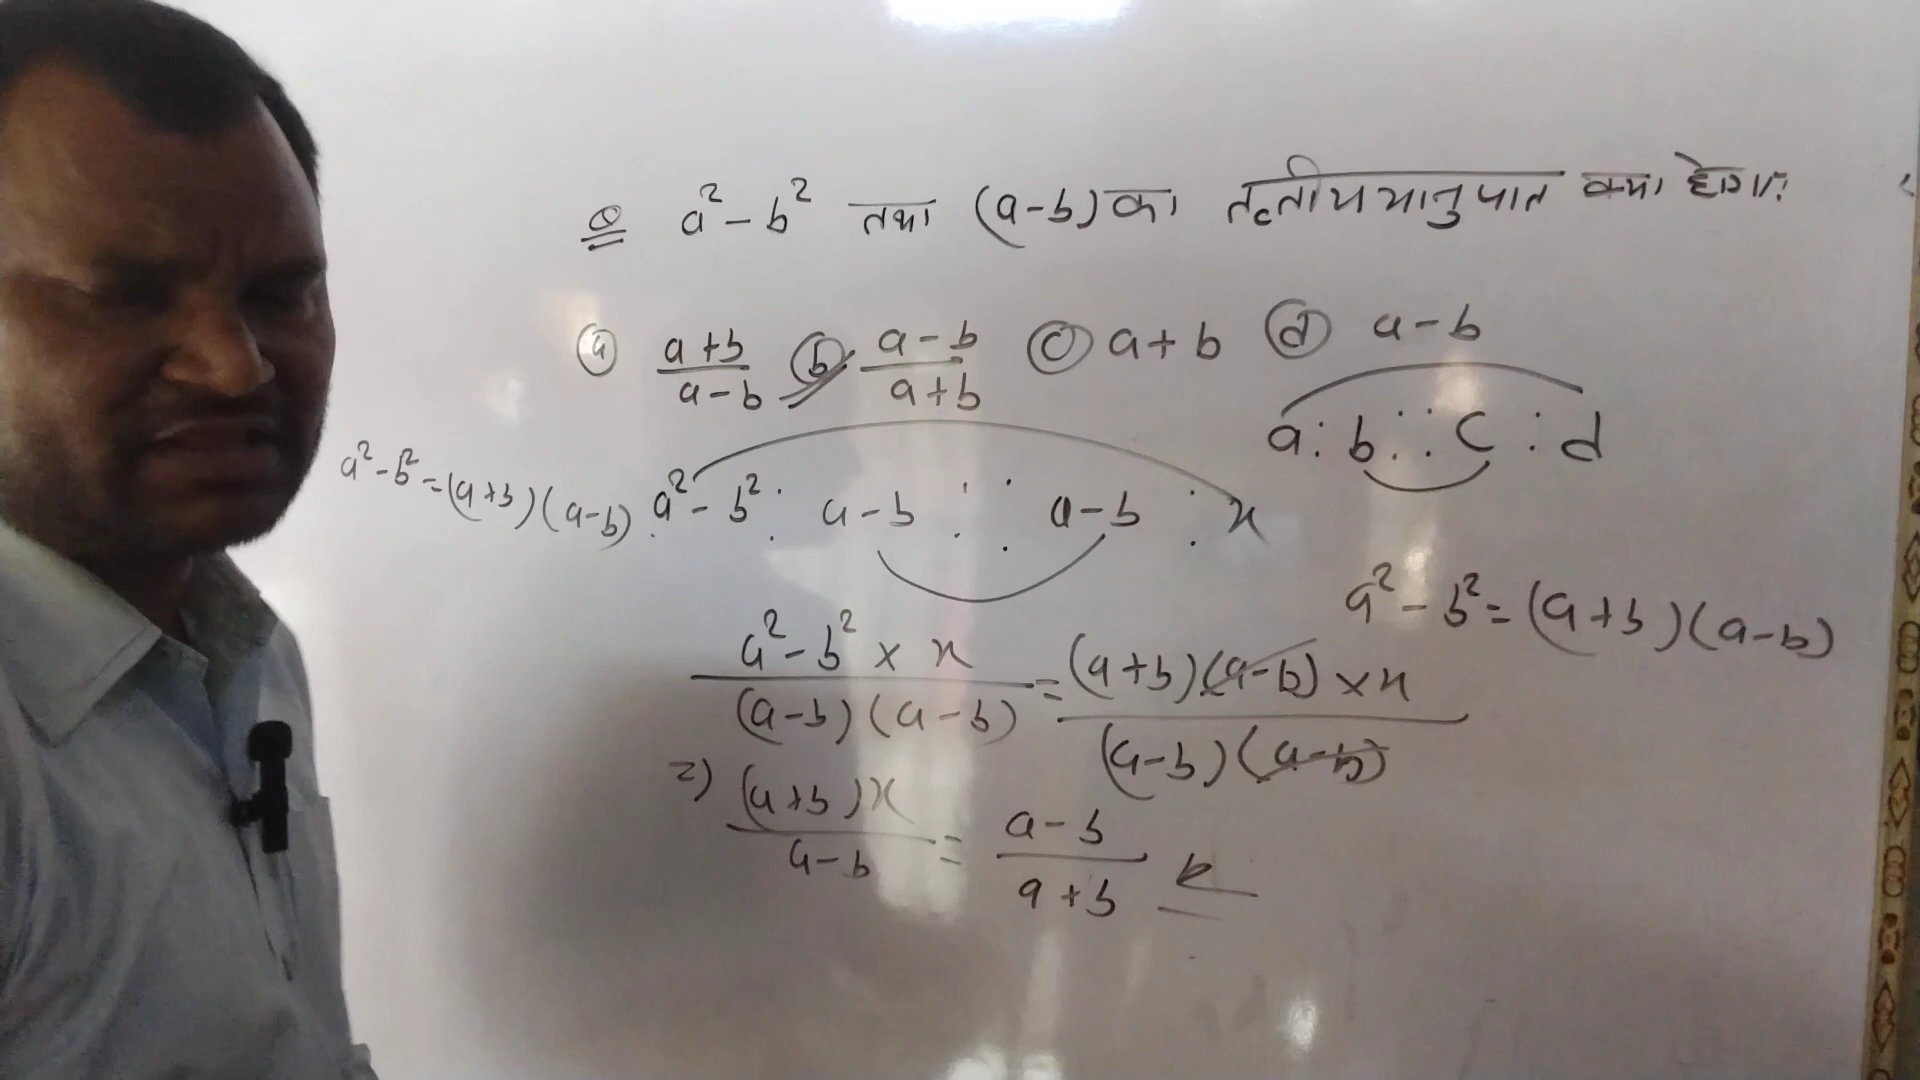 Q a² - b² तथा (a-b) का तृतीयानुपात क्या होगा?
(a) a+b/a-b (b) a-b/a+b (c) a+b (d) a-b
a : b :: c : d
a²-b²=(a+b)(a-b)
a²-b² : a-b :: a-b : x
a²-b²=(a+b)(a-b)
a²-b² × x/(a-b)(a-b) = (a+b)(a-b) × x/(a-b)(a-b)
=) (a+b)x/a-b = a-b/a+b